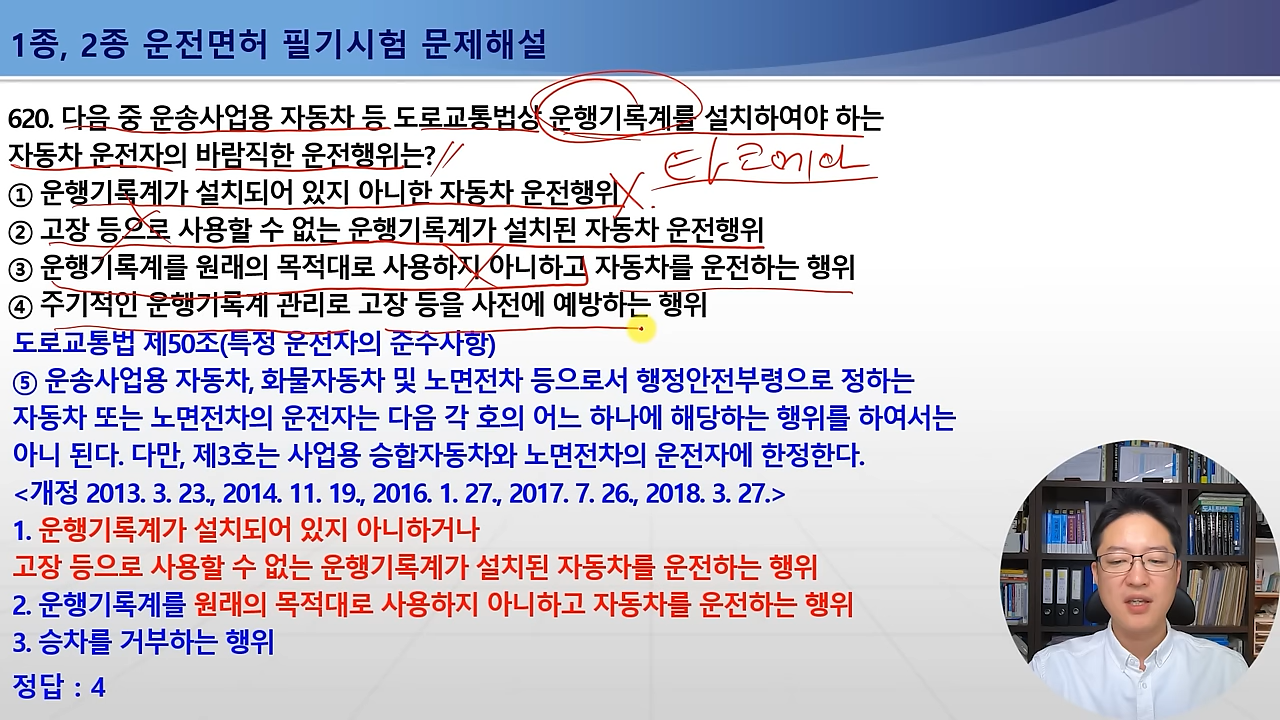 1종, 2종 운전면허 필기시험 문제해설
620. 다음 중 운송사업용 자동차 등 도로교통법상 운행기록계를 설치하여야 하는
자동차 운전자의 바람직한 운전행위는?
타코메타
① 운행기록계가 설치되어 있지 아니한 자동차 운전행위
② 고장 등으로 사용할 수 없는 운행기록계가 설치된 자동차 운전행위
③ 운행기록계를 원래의 목적대로 사용하지 아니하고 자동차를 운전하는 행위
④ 주기적인 운행기록계 관리로 고장 등을 사전에 예방하는 행위
도로교통법 제50조(특정 운전자의 준수사항)
⑤ 운송사업용 자동차, 화물자동차 및 노면전차 등으로서 행정안전부령으로 정하는
자동차 또는 노면전차의 운전자는 다음 각 호의 어느 하나에 해당하는 행위를 하여서는
아니 된다. 다만, 제3호는 사업용 승합자동차와 노면전차의 운전자에 한정한다.
<개정 2013. 3. 23., 2014. 11. 19., 2016. 1. 27., 2017. 7. 26., 2018. 3. 27.>
1. 운행기록계가 설치되어 있지 아니하거나
고장 등으로 사용할 수 없는 운행기록계가 설치된 자동차를 운전하는 행위
2. 운행기록계를 원래의 목적대로 사용하지 아니하고 자동차를 운전하는 행위
3. 승차를 거부하는 행위
정답 : 4